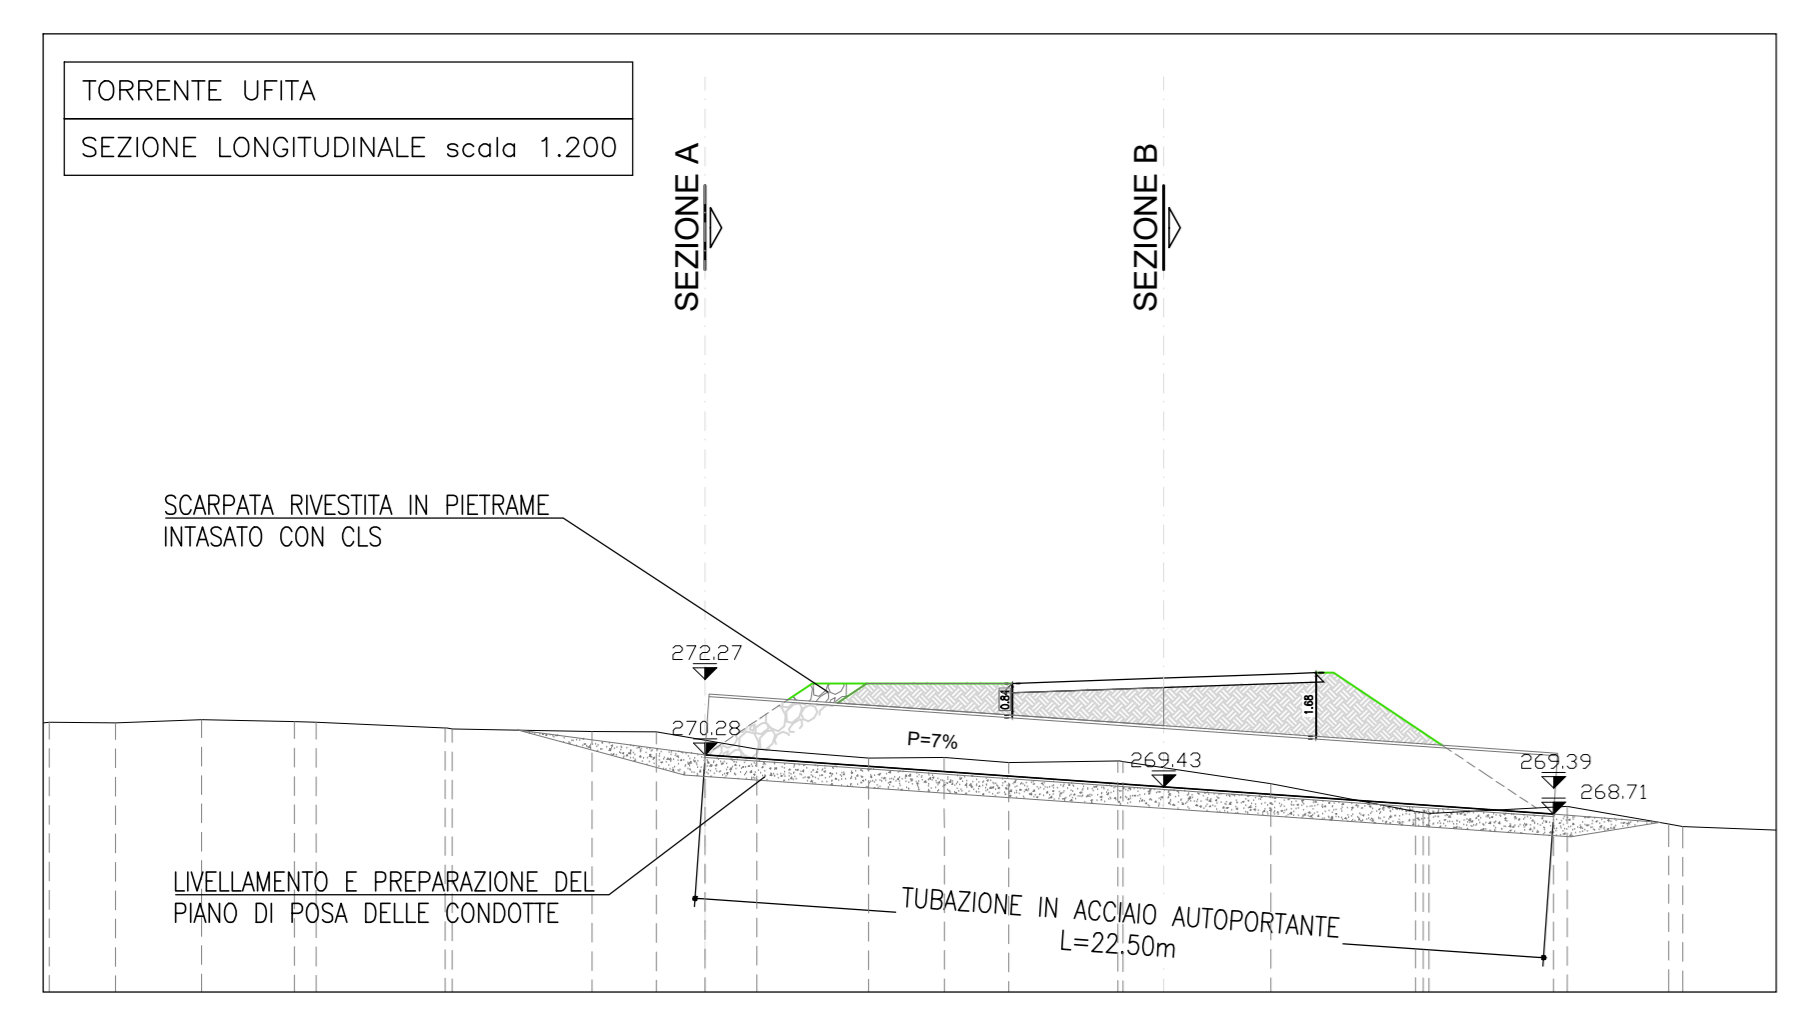 TORRENTE UFITA
SEZIONE LONGITUDINALE scala 1.200
SEZIONE A
SEZIONE B
SCARPATA RIVESTITA IN PIETRAME
INTASATO CON CLS
272.27
270.28
0.84
1.68
P=7%
269.43
269.39
268.71
LIVELLAMENTO E PREPARAZIONE DEL
PIANO DI POSA DELLE CONDOTTE
TUBAZIONE IN ACCIAIO AUTOPORTANTE
L=22.50m